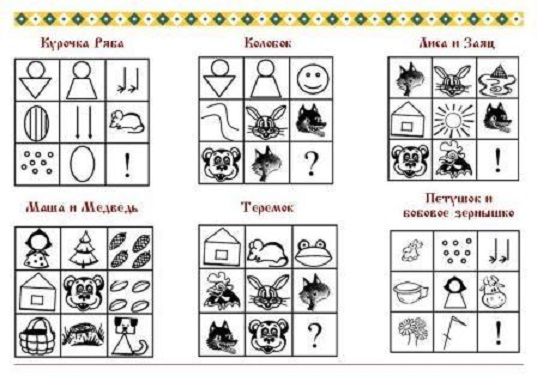 Курочка Ряба
Колобок
Лиса и Заяц
!
?
!
Маша и Медведь
Теремок
Петушок и
бобовое зернышко
?
!